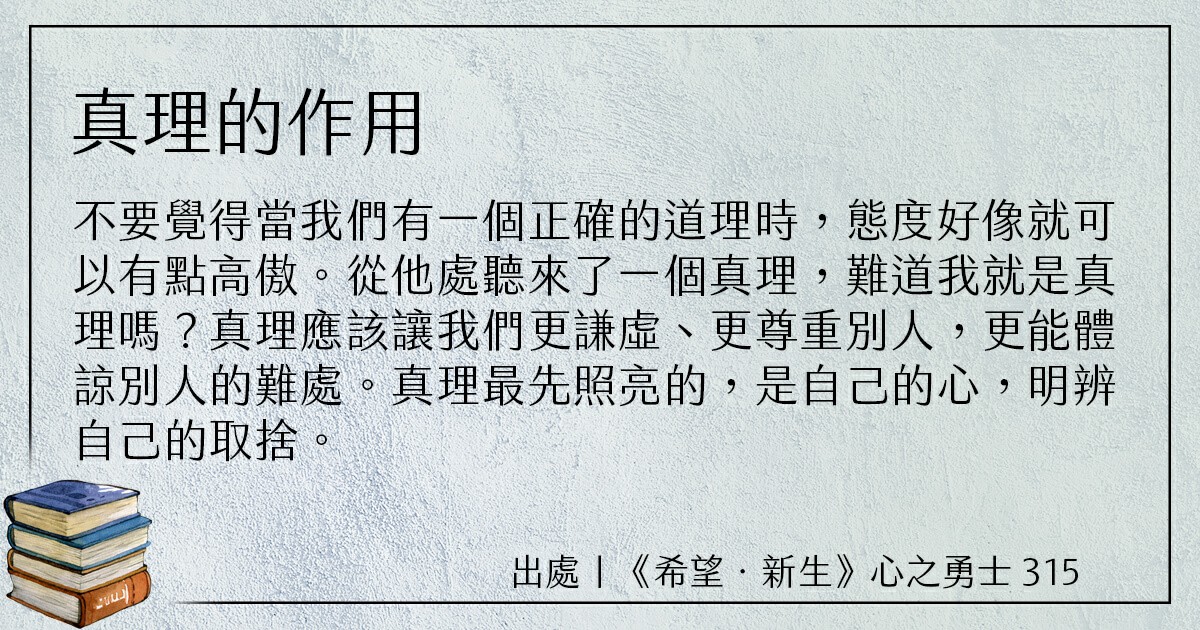 真理的作用
不要覺得當我們有一個正確的道理時，態度好像就可
以有點高傲。從他處聽來了一個真理，難道我就是真
理嗎？真理應該讓我們更謙虛、更尊重別人，更能體
諒別人的難處。真理最先照亮的，是自己的心，明辨
自己的取捨。
出處｜《希望．新生》心之勇士 315